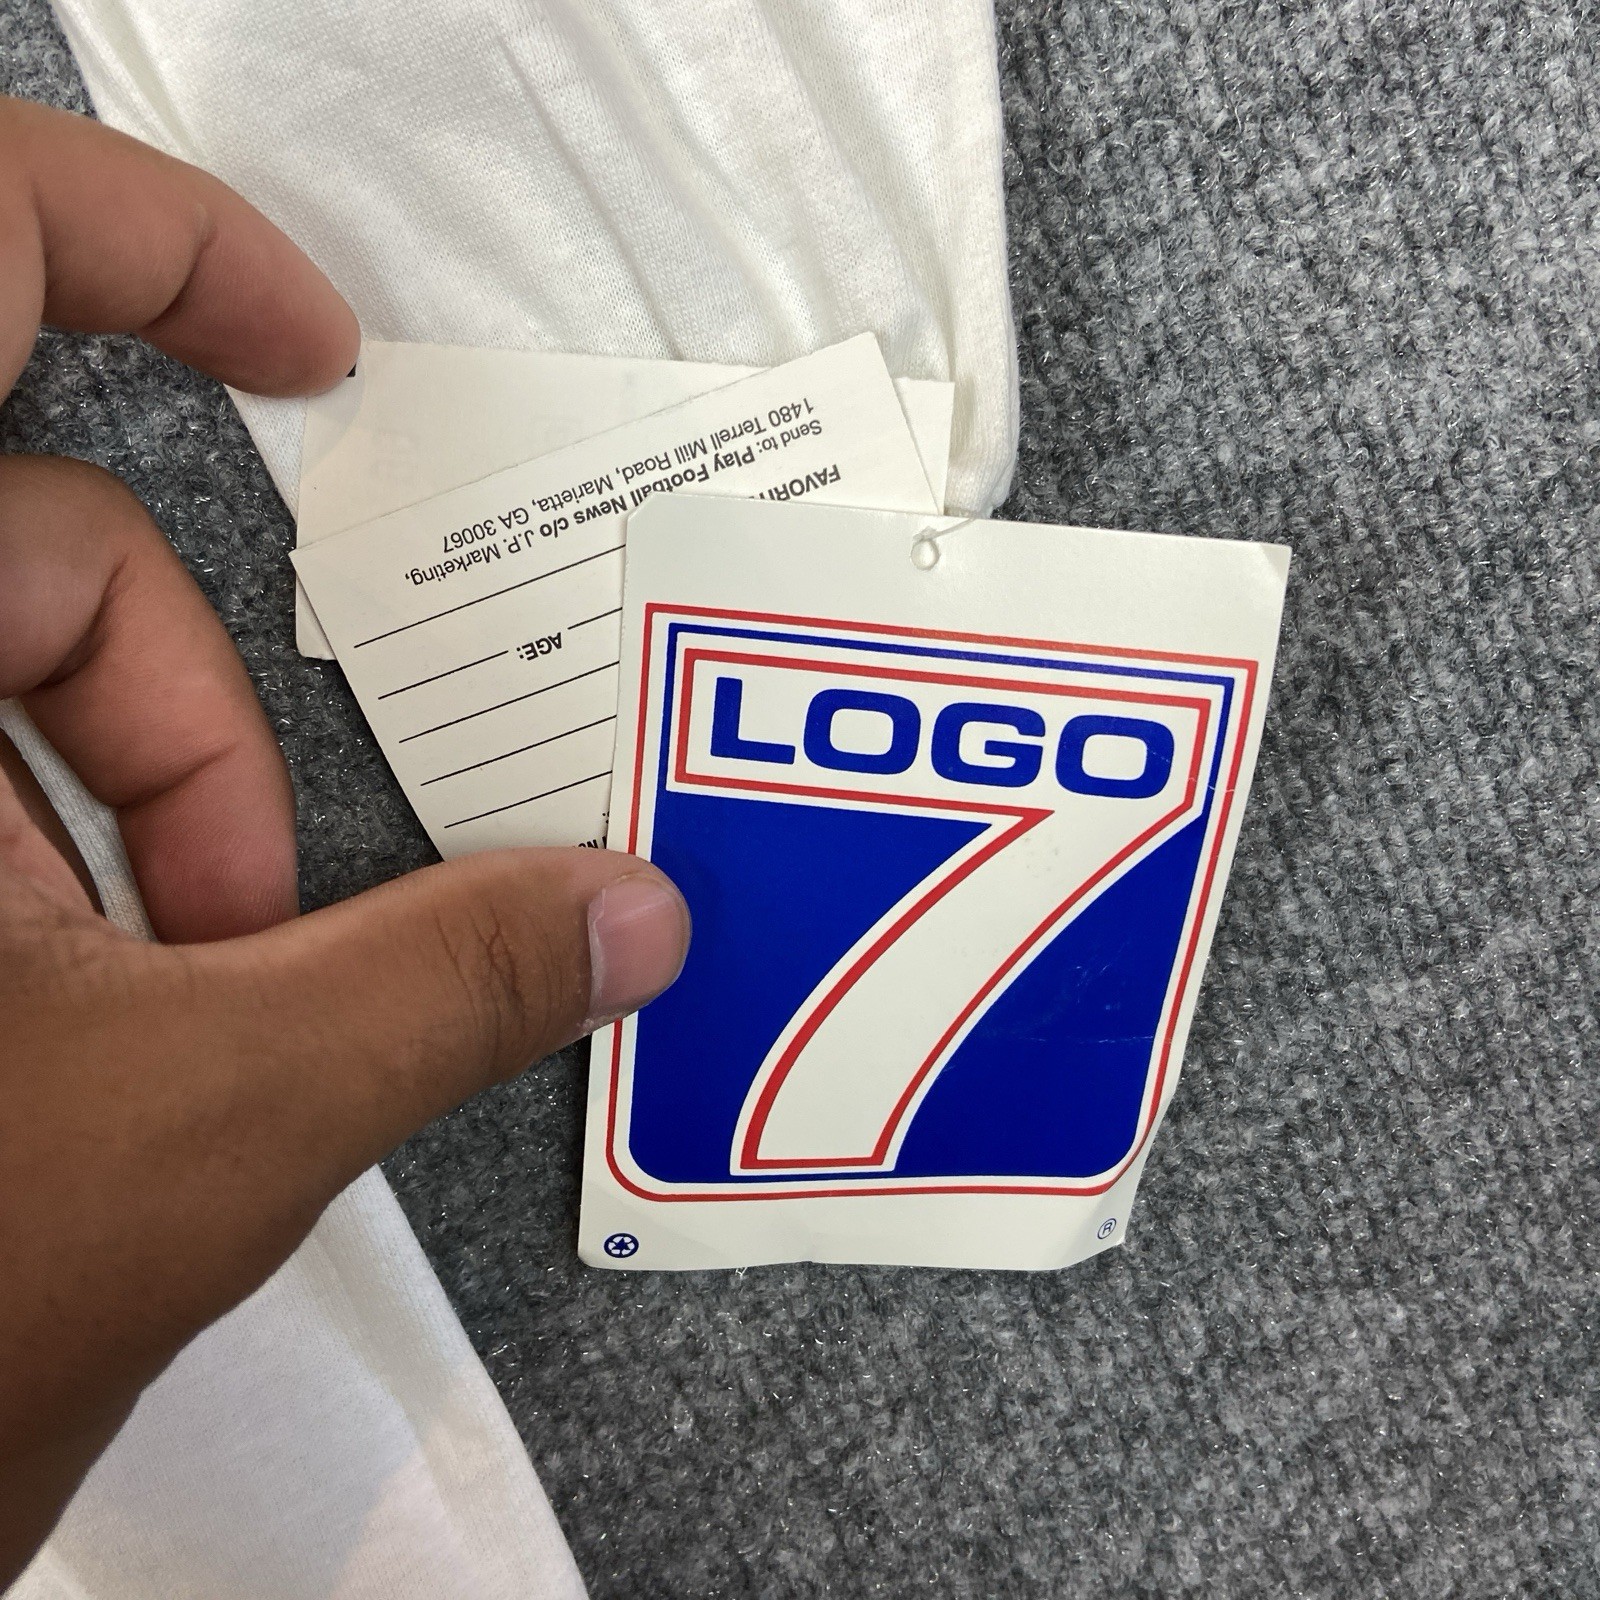 LOGO
7
®
FAVORIT
Send to: Play Football News c/o J.P. Marketing,
1480 Terrell Mill Road, Marietta, GA 30067
AGE: